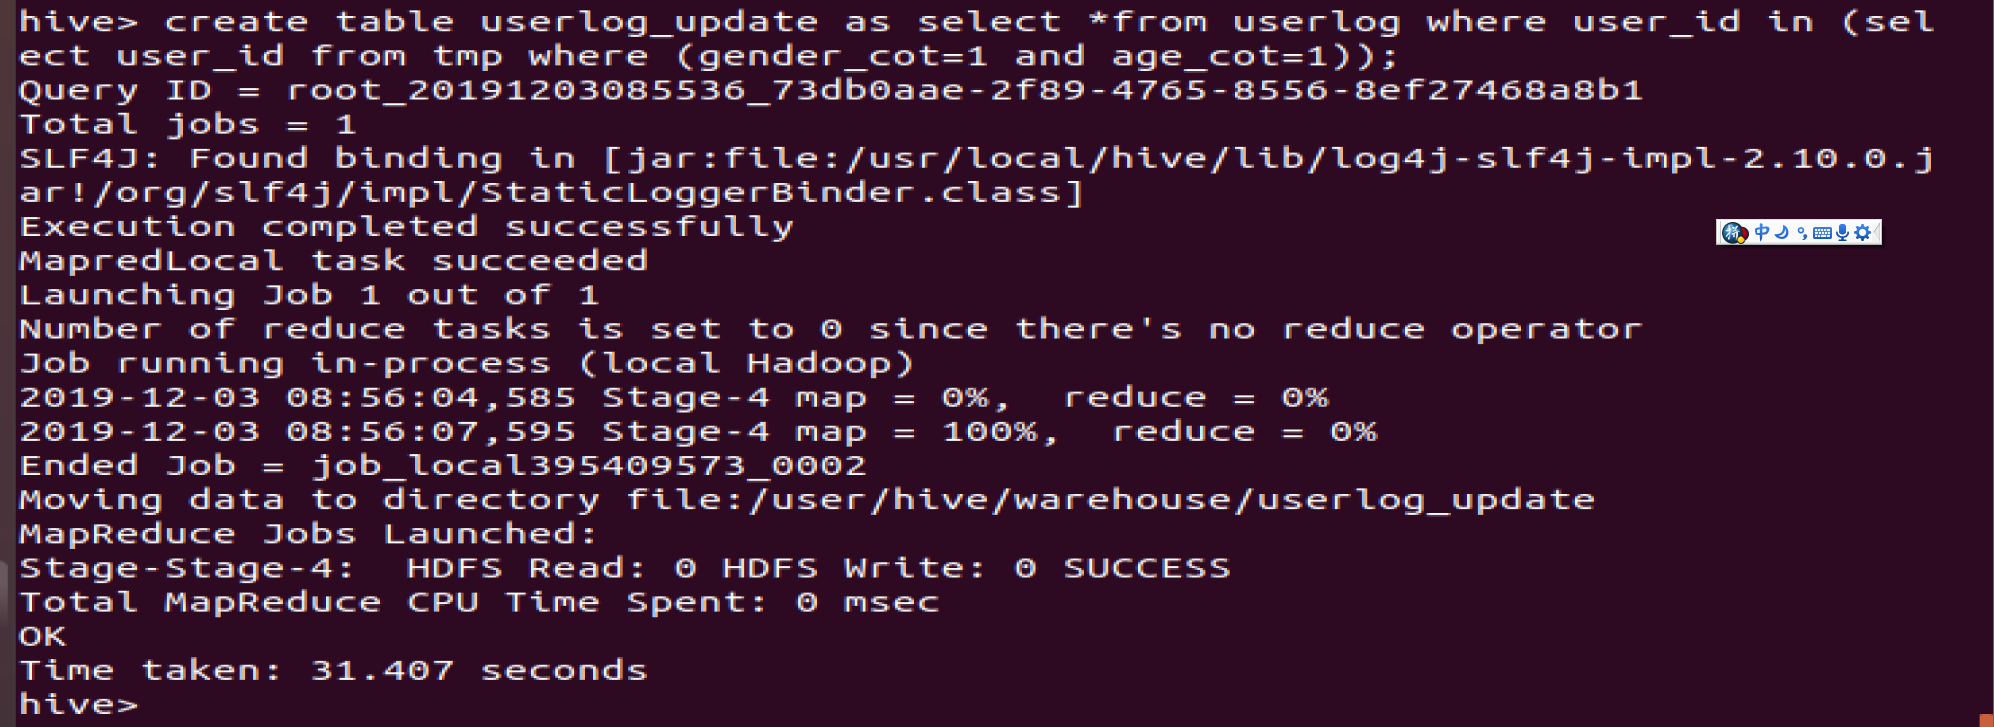 hive> create table userlog_update as select *from userlog where user_id in (sel
ect user_id from tmp where (gender_cot=1 and age_cot=1));
Query ID = root_20191203085536_73db0aae-2f89-4765-8556-8ef27468a8b1
Total jobs = 1
SLF4J: Found binding in [jar:file:/usr/local/hive/lib/log4j-slf4j-impl-2.10.0.j
ar!/org/slf4j/impl/StaticLoggerBinder.class]
Execution completed successfully
拼 中
MapredLocal task succeeded
Launching Job 1 out of 1
Number of reduce tasks is set to 0 since there's no reduce operator
Job running in-process (local Hadoop)
2019-12-03 08:56:04,585 Stage-4 map = 0%,  reduce = 0%
2019-12-03 08:56:07,595 Stage-4 map = 100%,  reduce = 0%
Ended Job = job_local395409573_0002
Moving data to directory file:/user/hive/warehouse/userlog_update
MapReduce Jobs Launched:
Stage-Stage-4:  HDFS Read: 0 HDFS Write: 0 SUCCESS
Total MapReduce CPU Time Spent: 0 msec
OK
Time taken: 31.407 seconds
hive>